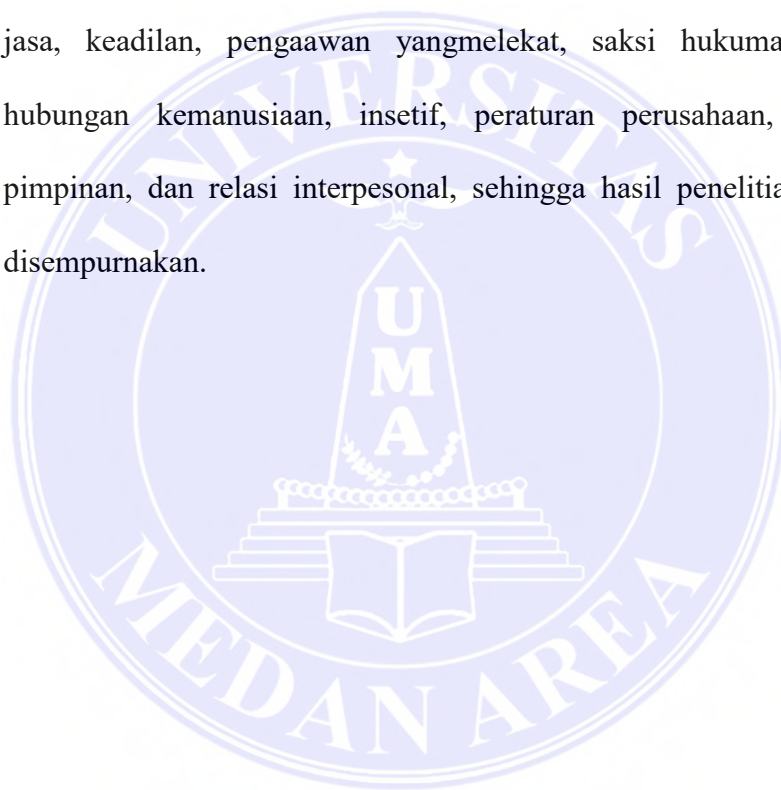 jasa, keadilan, pengaawan yangmelekat, saksi hukuma
hubungan kemanusiaan, insetif, peraturan perusahaan,
pimpinan, dan relasi interpesonal, sehingga hasil penelitia
disempurnakan.
UNIVERSITAS
U
M
A
MEDAN AREA